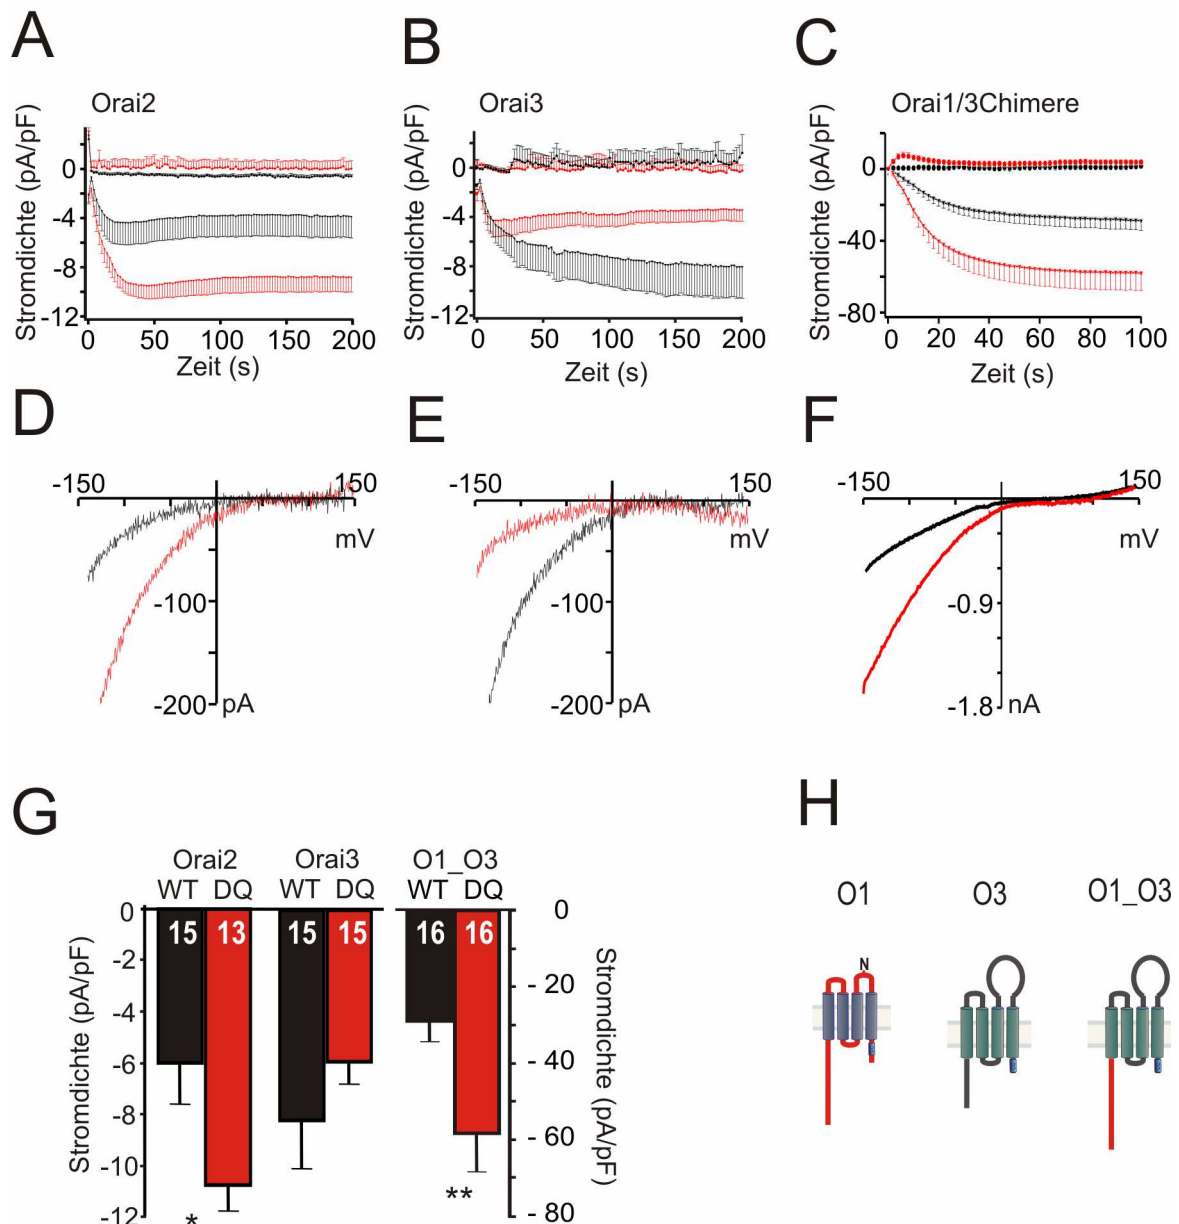 A
B
C
Orai2
Orai3
Orai1/3Chimere
Stromdichte (pA/pF)
0
-4
-8
-12
0 50 100 150 200
Zeit (s)
Stromdichte (pA/pF)
0
-4
-8
-12
0 50 100 150 200
Zeit (s)
Stromdichte (pA/pF)
0
-40
-80
0 20 40 60 80 100
Zeit (s)
D
E
F
-150 150
mV
-100
-200 pA
-150 150
mV
-100
-200 pA
-150 150
mV
-0.9
-1.8 nA
G
H
Orai2 Orai3 O1_O3
WT DQ WT DQ WT DQ
Stromdichte (pA/pF)
0
-2
-4
-6
-8
-10
-12
15 13 15 15 16 16
* **
0
- 20
- 40
- 60
- 80
Stromdichte (pA/pF)
O1 O3 O1_O3
N